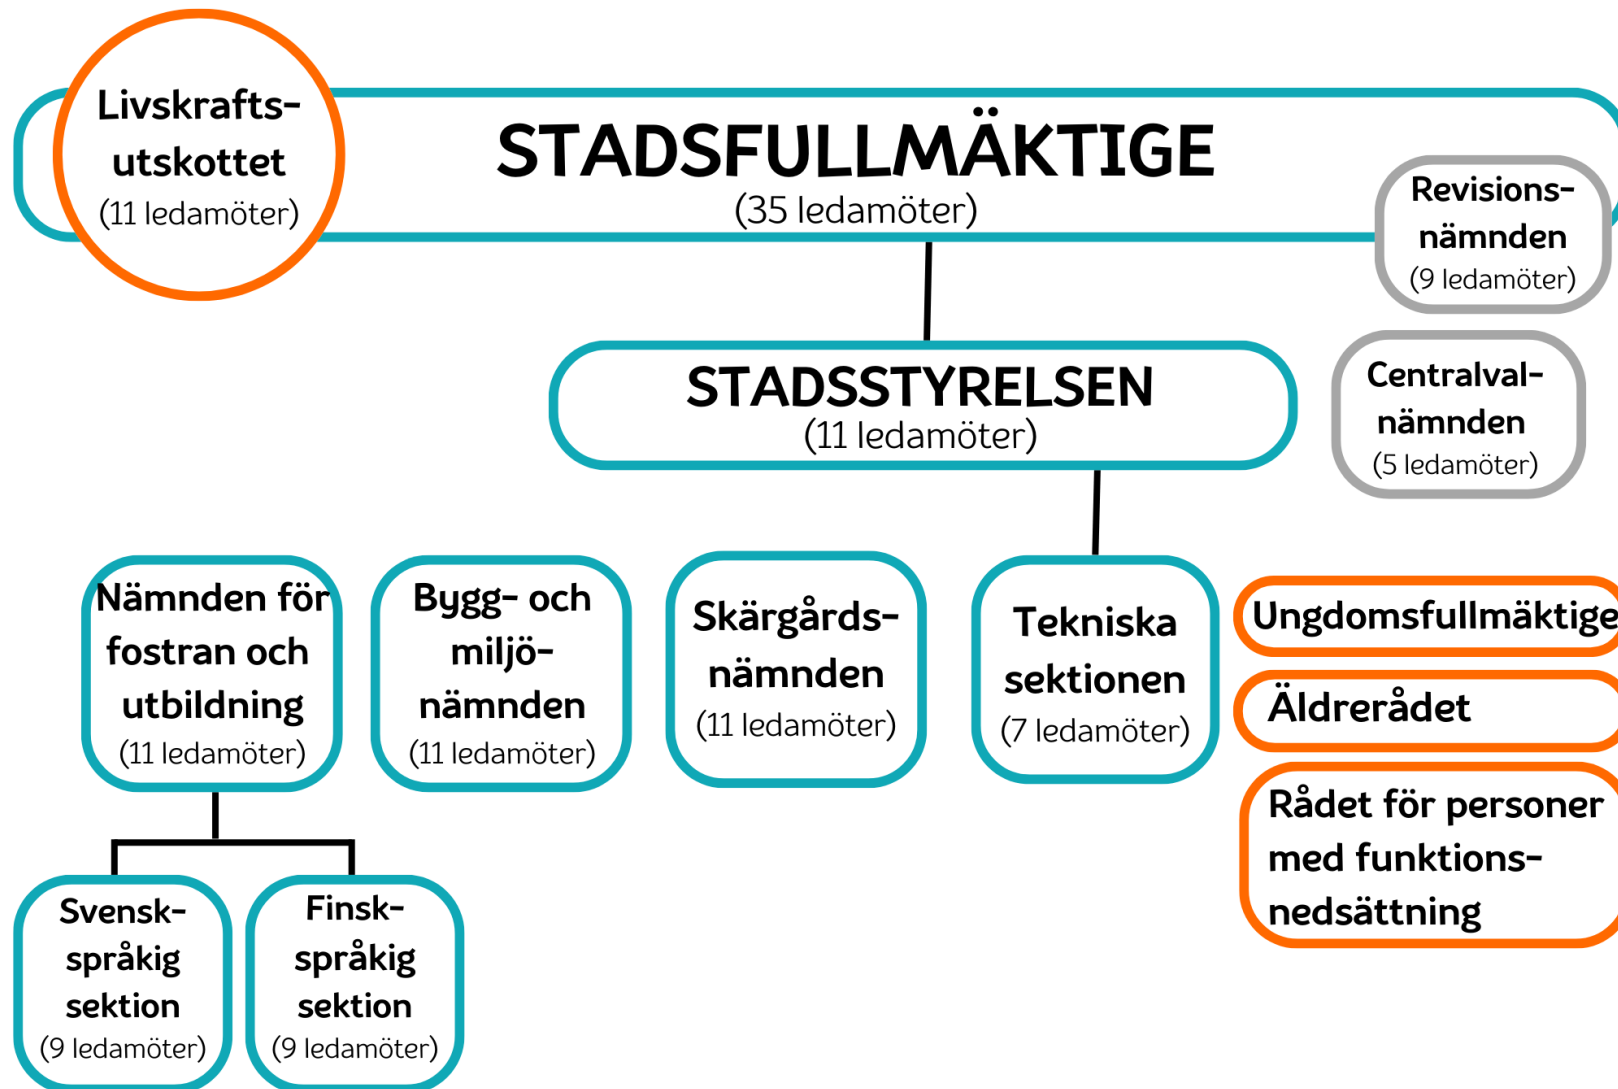 Livskrafts-
utskottet
(11 ledamöter)
STADSFULLMÄKTIGE
(35 ledamöter)
Revisions-
nämnden
(9 ledamöter)
STADSSTYRELSEN
(11 ledamöter)
Centralval-
nämnden
(5 ledamöter)
Nämnden för
fostran och
utbildning
(11 ledamöter)
Bygg- och
miljö-
nämnden
(11 ledamöter)
Skärgårds-
nämnden
(11 ledamöter)
Tekniska
sektionen
(7 ledamöter)
Ungdomsfullmäktige
Äldrerådet
Rådet för personer
med funktions-
nedsättning
Svensk-
språkig
sektion
(9 ledamöter)
Finsk-
språkig
sektion
(9 ledamöter)